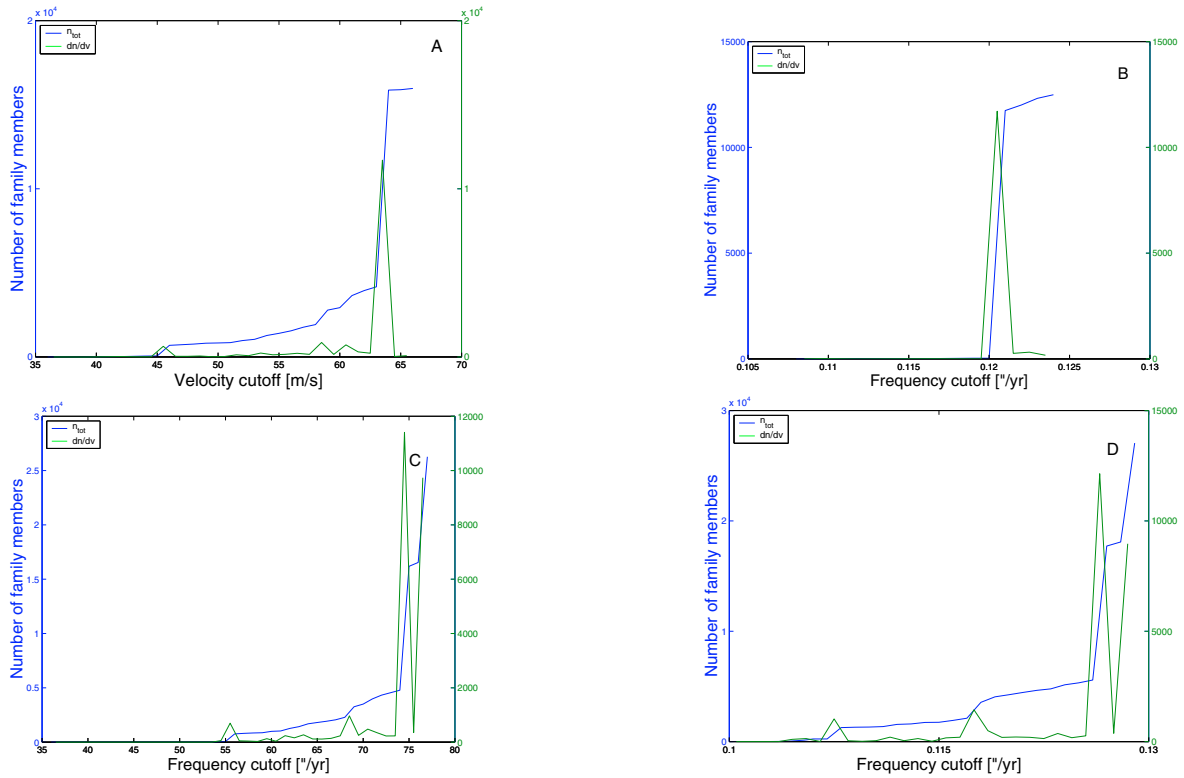 x 10^4 x 10^4
2 2
n_tot
dn/dv
A
Number of family members
1 1
0 0
35 40 45 50 55 60 65 70
Velocity cutoff [m/s]
15000 15000
n_tot
dn/dv
B
Number of family members
10000 10000
5000 5000
0 0
0.105 0.11 0.115 0.12 0.125 0.13
Frequency cutoff ["/yr]
x 10^4
3 12000
n_tot
dn/dv
C
Number of family members
2.5 10000
2 8000
1.5 6000
1 4000
0.5 2000
0 0
35 40 45 50 55 60 65 70 75 80
Frequency cutoff ["/yr]
x 10^4
3 15000
n_tot
dn/dv
D
Number of family members
2 10000
1 5000
0 0
0.1 0.115 0.13
Frequency cutoff ["/yr]